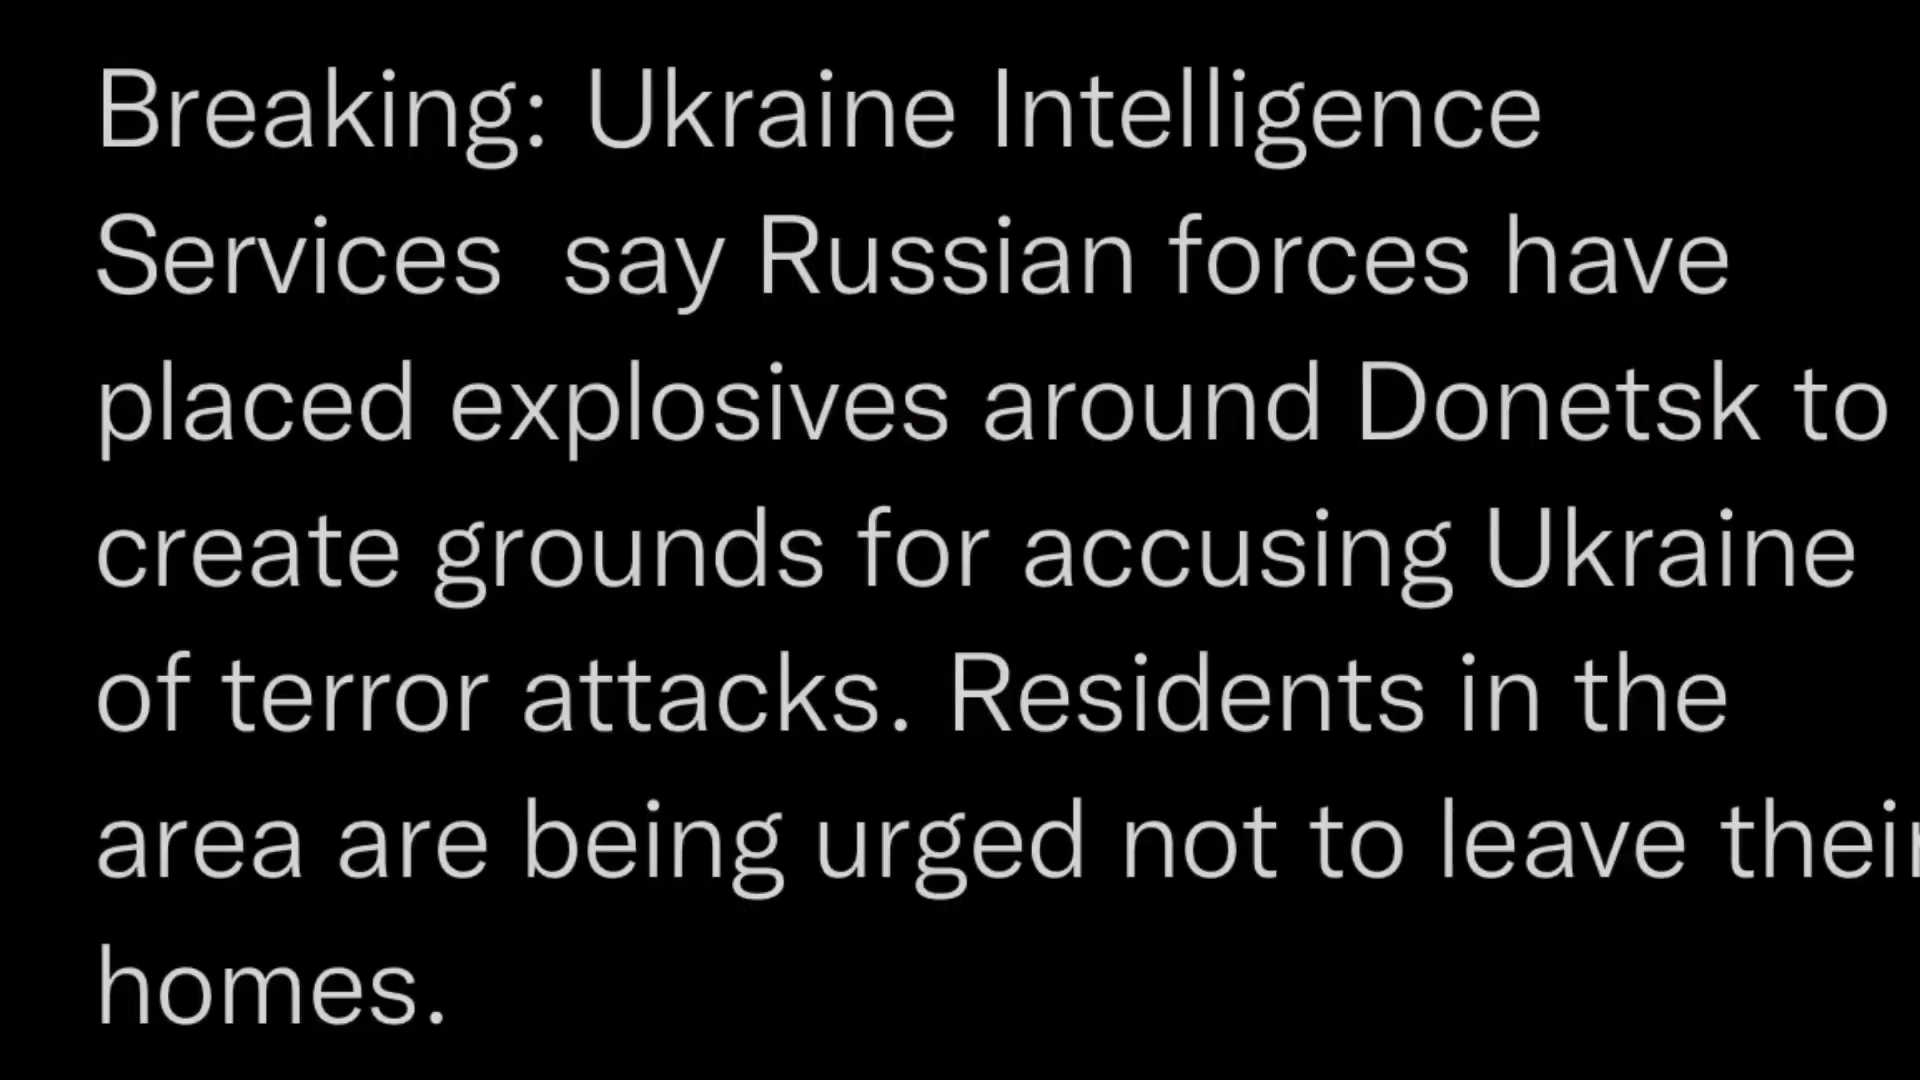 Breaking: Ukraine Intelligence
Services  say Russian forces have
placed explosives around Donetsk to
create grounds for accusing Ukraine
of terror attacks. Residents in the
area are being urged not to leave their
homes.